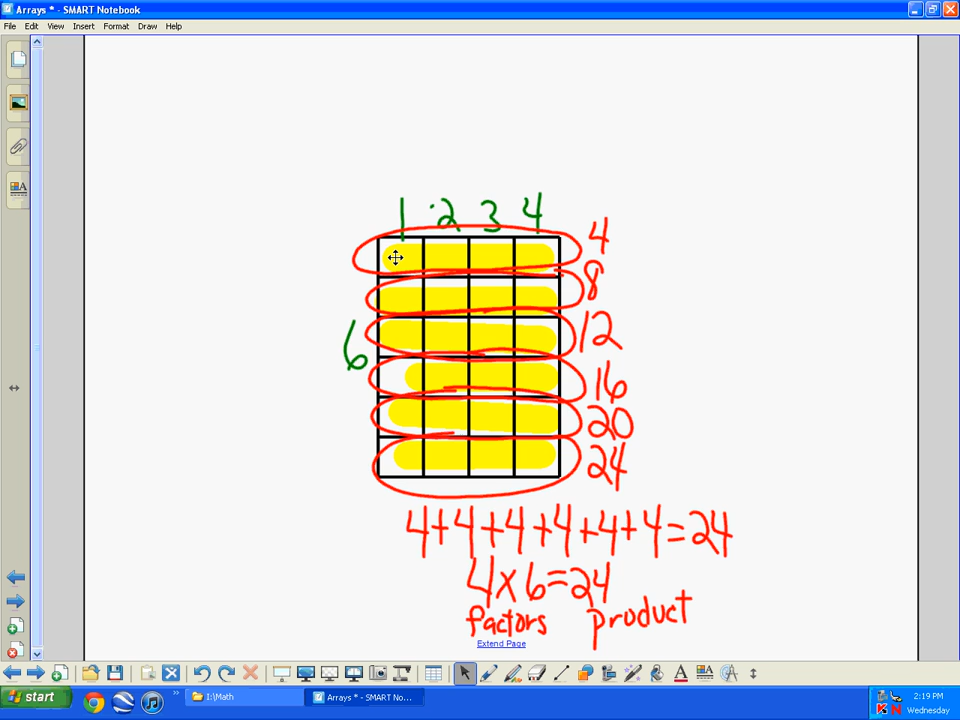 Arrays * - SMART Notebook
File Edit View Insert Format Draw Help
1 2 3 4
4
8
6
12
16
20
24
4+4+4+4+4+4=24
4x6=24
factors product
Extend Page
start
I:\Math
Arrays * - SMART No...
2:19 PM
Wednesday